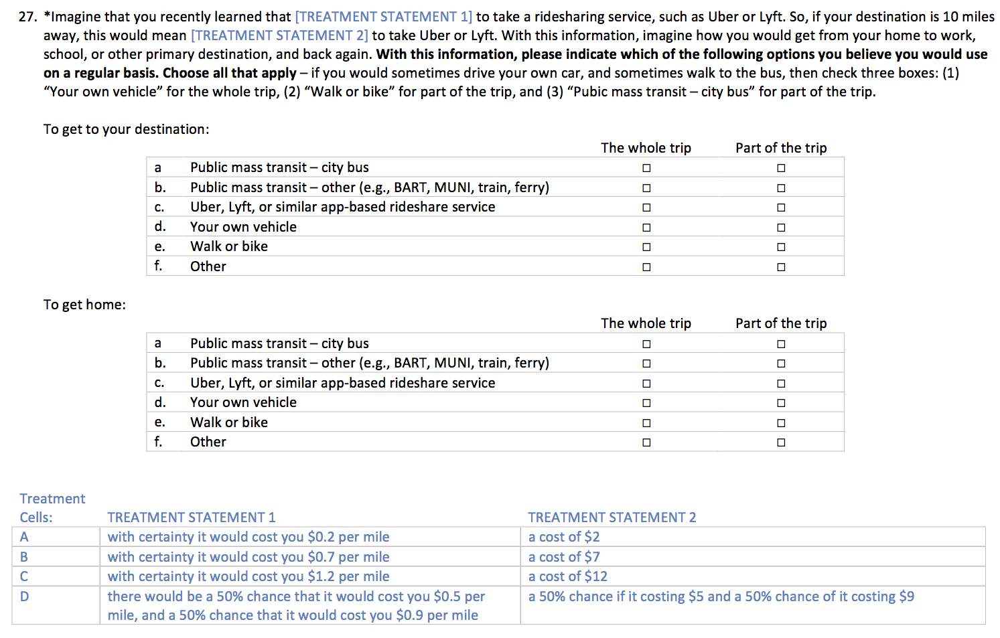 27. *Imagine that you recently learned that [TREATMENT STATEMENT 1] to take a ridesharing service, such as Uber or Lyft. So, if your destination is 10 miles
away, this would mean [TREATMENT STATEMENT 2] to take Uber or Lyft. With this information, imagine how you would get from your home to work,
school, or other primary destination, and back again. With this information, please indicate which of the following options you believe you would use
on a regular basis. Choose all that apply – if you would sometimes drive your own car, and sometimes walk to the bus, then check three boxes: (1)
“Your own vehicle” for the whole trip, (2) “Walk or bike” for part of the trip, and (3) “Pubic mass transit – city bus” for part of the trip.
To get to your destination:
The whole trip Part of the trip
a Public mass transit – city bus ☐ ☐
b. Public mass transit – other (e.g., BART, MUNI, train, ferry) ☐ ☐
c. Uber, Lyft, or similar app-based rideshare service ☐ ☐
d. Your own vehicle ☐ ☐
e. Walk or bike ☐ ☐
f. Other ☐ ☐
To get home:
The whole trip Part of the trip
a Public mass transit – city bus ☐ ☐
b. Public mass transit – other (e.g., BART, MUNI, train, ferry) ☐ ☐
c. Uber, Lyft, or similar app-based rideshare service ☐ ☐
d. Your own vehicle ☐ ☐
e. Walk or bike ☐ ☐
f. Other ☐ ☐
Treatment
Cells: TREATMENT STATEMENT 1 TREATMENT STATEMENT 2
A with certainty it would cost you $0.2 per mile a cost of $2
B with certainty it would cost you $0.7 per mile a cost of $7
C with certainty it would cost you $1.2 per mile a cost of $12
D there would be a 50% chance that it would cost you $0.5 per a 50% chance if it costing $5 and a 50% chance of it costing $9
mile, and a 50% chance that it would cost you $0.9 per mile